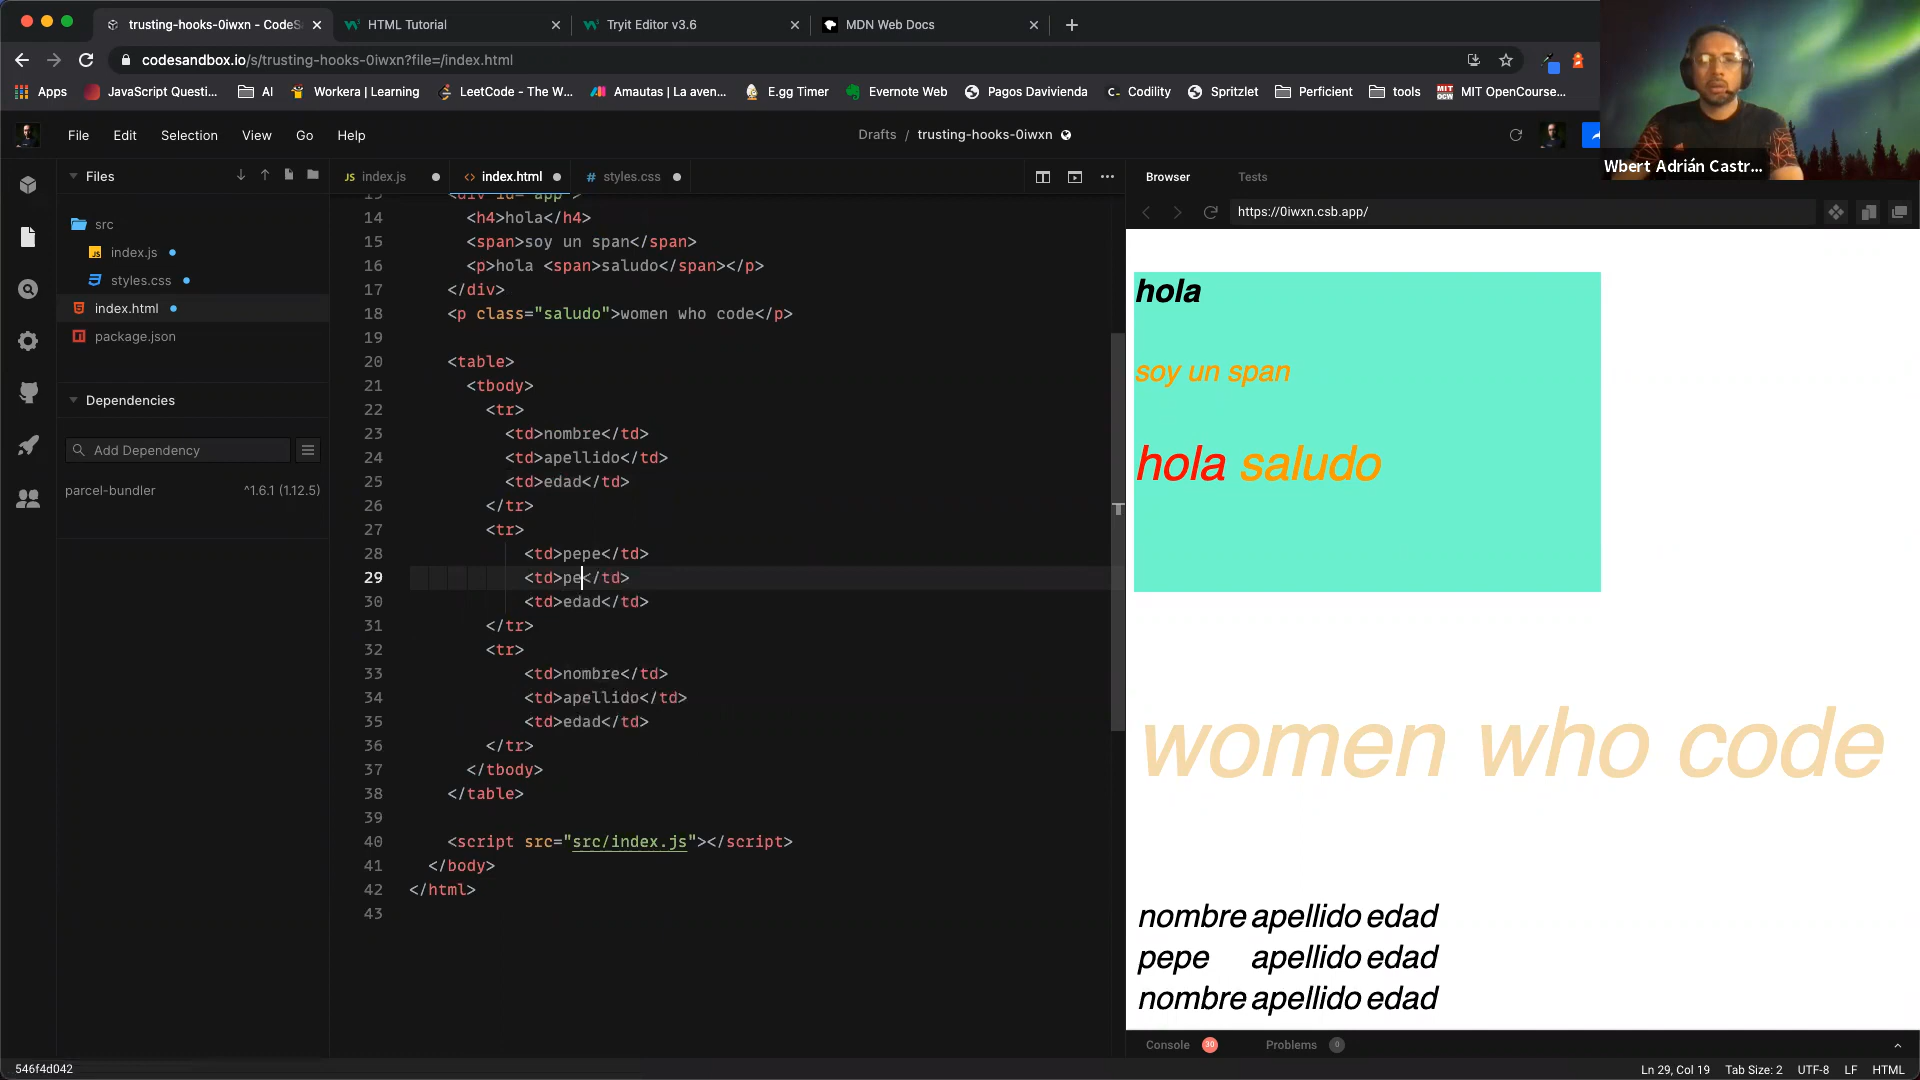 trusting-hooks-0iwxn - CodeS
HTML Tutorial
Tryit Editor v3.6
MDN Web Docs
codesandbox.io/s/trusting-hooks-0iwxn?file=/index.html
Apps
JavaScript Questi...
AI
Workera | Learning
LeetCode - The W...
Amautas | La aven...
E.gg Timer
Evernote Web
Pagos Davivienda
Codility
Spritzlet
Perficient
tools
MIT OpenCourse...
Wbert Adrián Castr...
File Edit Selection View Go Help
Drafts / trusting-hooks-0iwxn
Files
src
index.js
styles.css
index.html
package.json
Dependencies
Add Dependency
parcel-bundler ^1.6.1 (1.12.5)
JS index.js
<> index.html
# styles.css
13 <div id="app">
14 <h4>hola</h4>
15 <span>soy un span</span>
16 <p>hola <span>saludo</span></p>
17 </div>
18 <p class="saludo">women who code</p>
19
20 <table>
21 <tbody>
22 <tr>
23 <td>nombre</td>
24 <td>apellido</td>
25 <td>edad</td>
26 </tr>
27 <tr>
28 <td>pepe</td>
29 <td>pe</td>
30 <td>edad</td>
31 </tr>
32 <tr>
33 <td>nombre</td>
34 <td>apellido</td>
35 <td>edad</td>
36 </tr>
37 </tbody>
38 </table>
39
40 <script src="src/index.js"></script>
41 </body>
42 </html>
43
Browser Tests
https://0iwxn.csb.app/
hola
soy un span
hola saludo
women who code
nombre apellido edad
pepe apellido edad
nombre apellido edad
Console 30 Problems 0
546f4d042
Ln 29, Col 19 Tab Size: 2 UTF-8 LF HTML